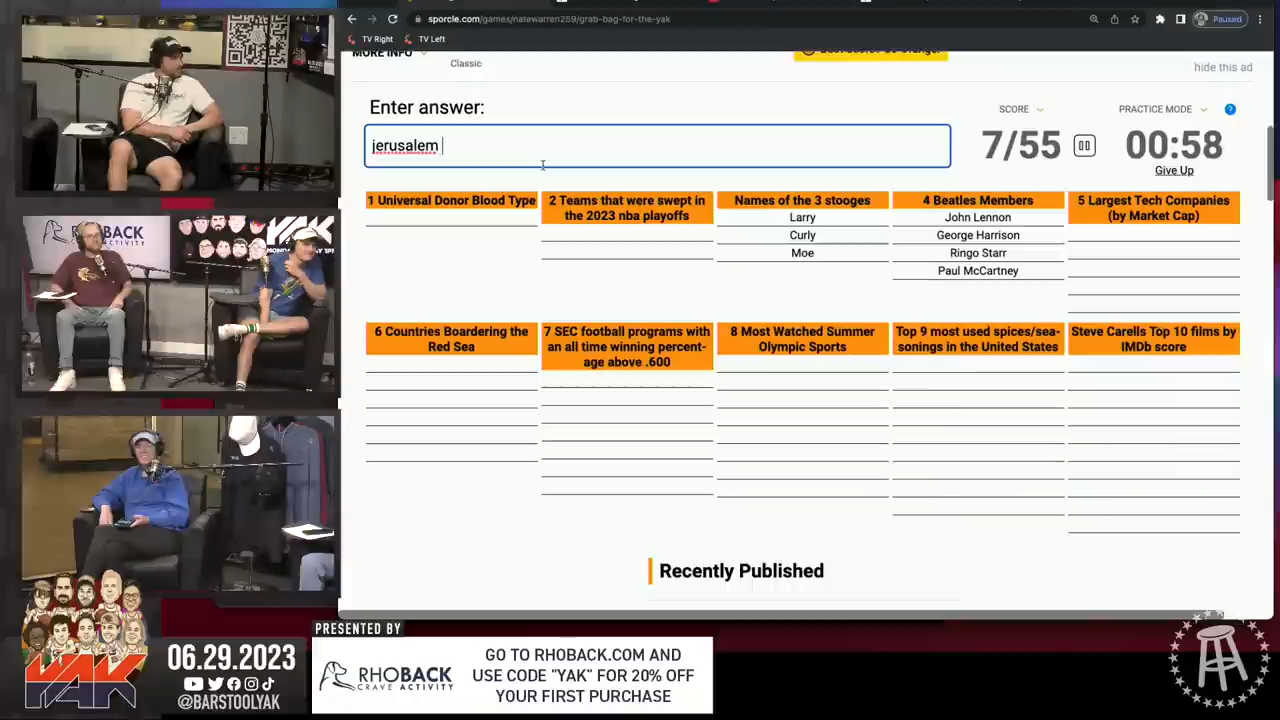 sporcle.com/games/natewarren259/grab-bag-for-the-yak
Paused
TV Right
TV Left
MORE INFO
Classic
hide this ad
Enter answer:
jerusalem
SCORE
PRACTICE MODE
7/55
00:58
Give Up
1 Universal Donor Blood Type
2 Teams that were swept in
the 2023 nba playoffs
Names of the 3 stooges
Larry
Curly
Moe
4 Beatles Members
John Lennon
George Harrison
Ringo Starr
Paul McCartney
5 Largest Tech Companies
(by Market Cap)
6 Countries Boardering the
Red Sea
7 SEC football programs with
an all time winning percent-
age above .600
8 Most Watched Summer
Olympic Sports
Top 9 most used spices/sea-
sonings in the United States
Steve Carells Top 10 films by
IMDb score
Recently Published
RHOBACK
ACTIVITY
YAK
06.29.2023
@BARSTOOLYAK
PRESENTED BY
RHOBACK
CRAVE ACTIVITY
GO TO RHOBACK.COM AND
USE CODE "YAK" FOR 20% OFF
YOUR FIRST PURCHASE